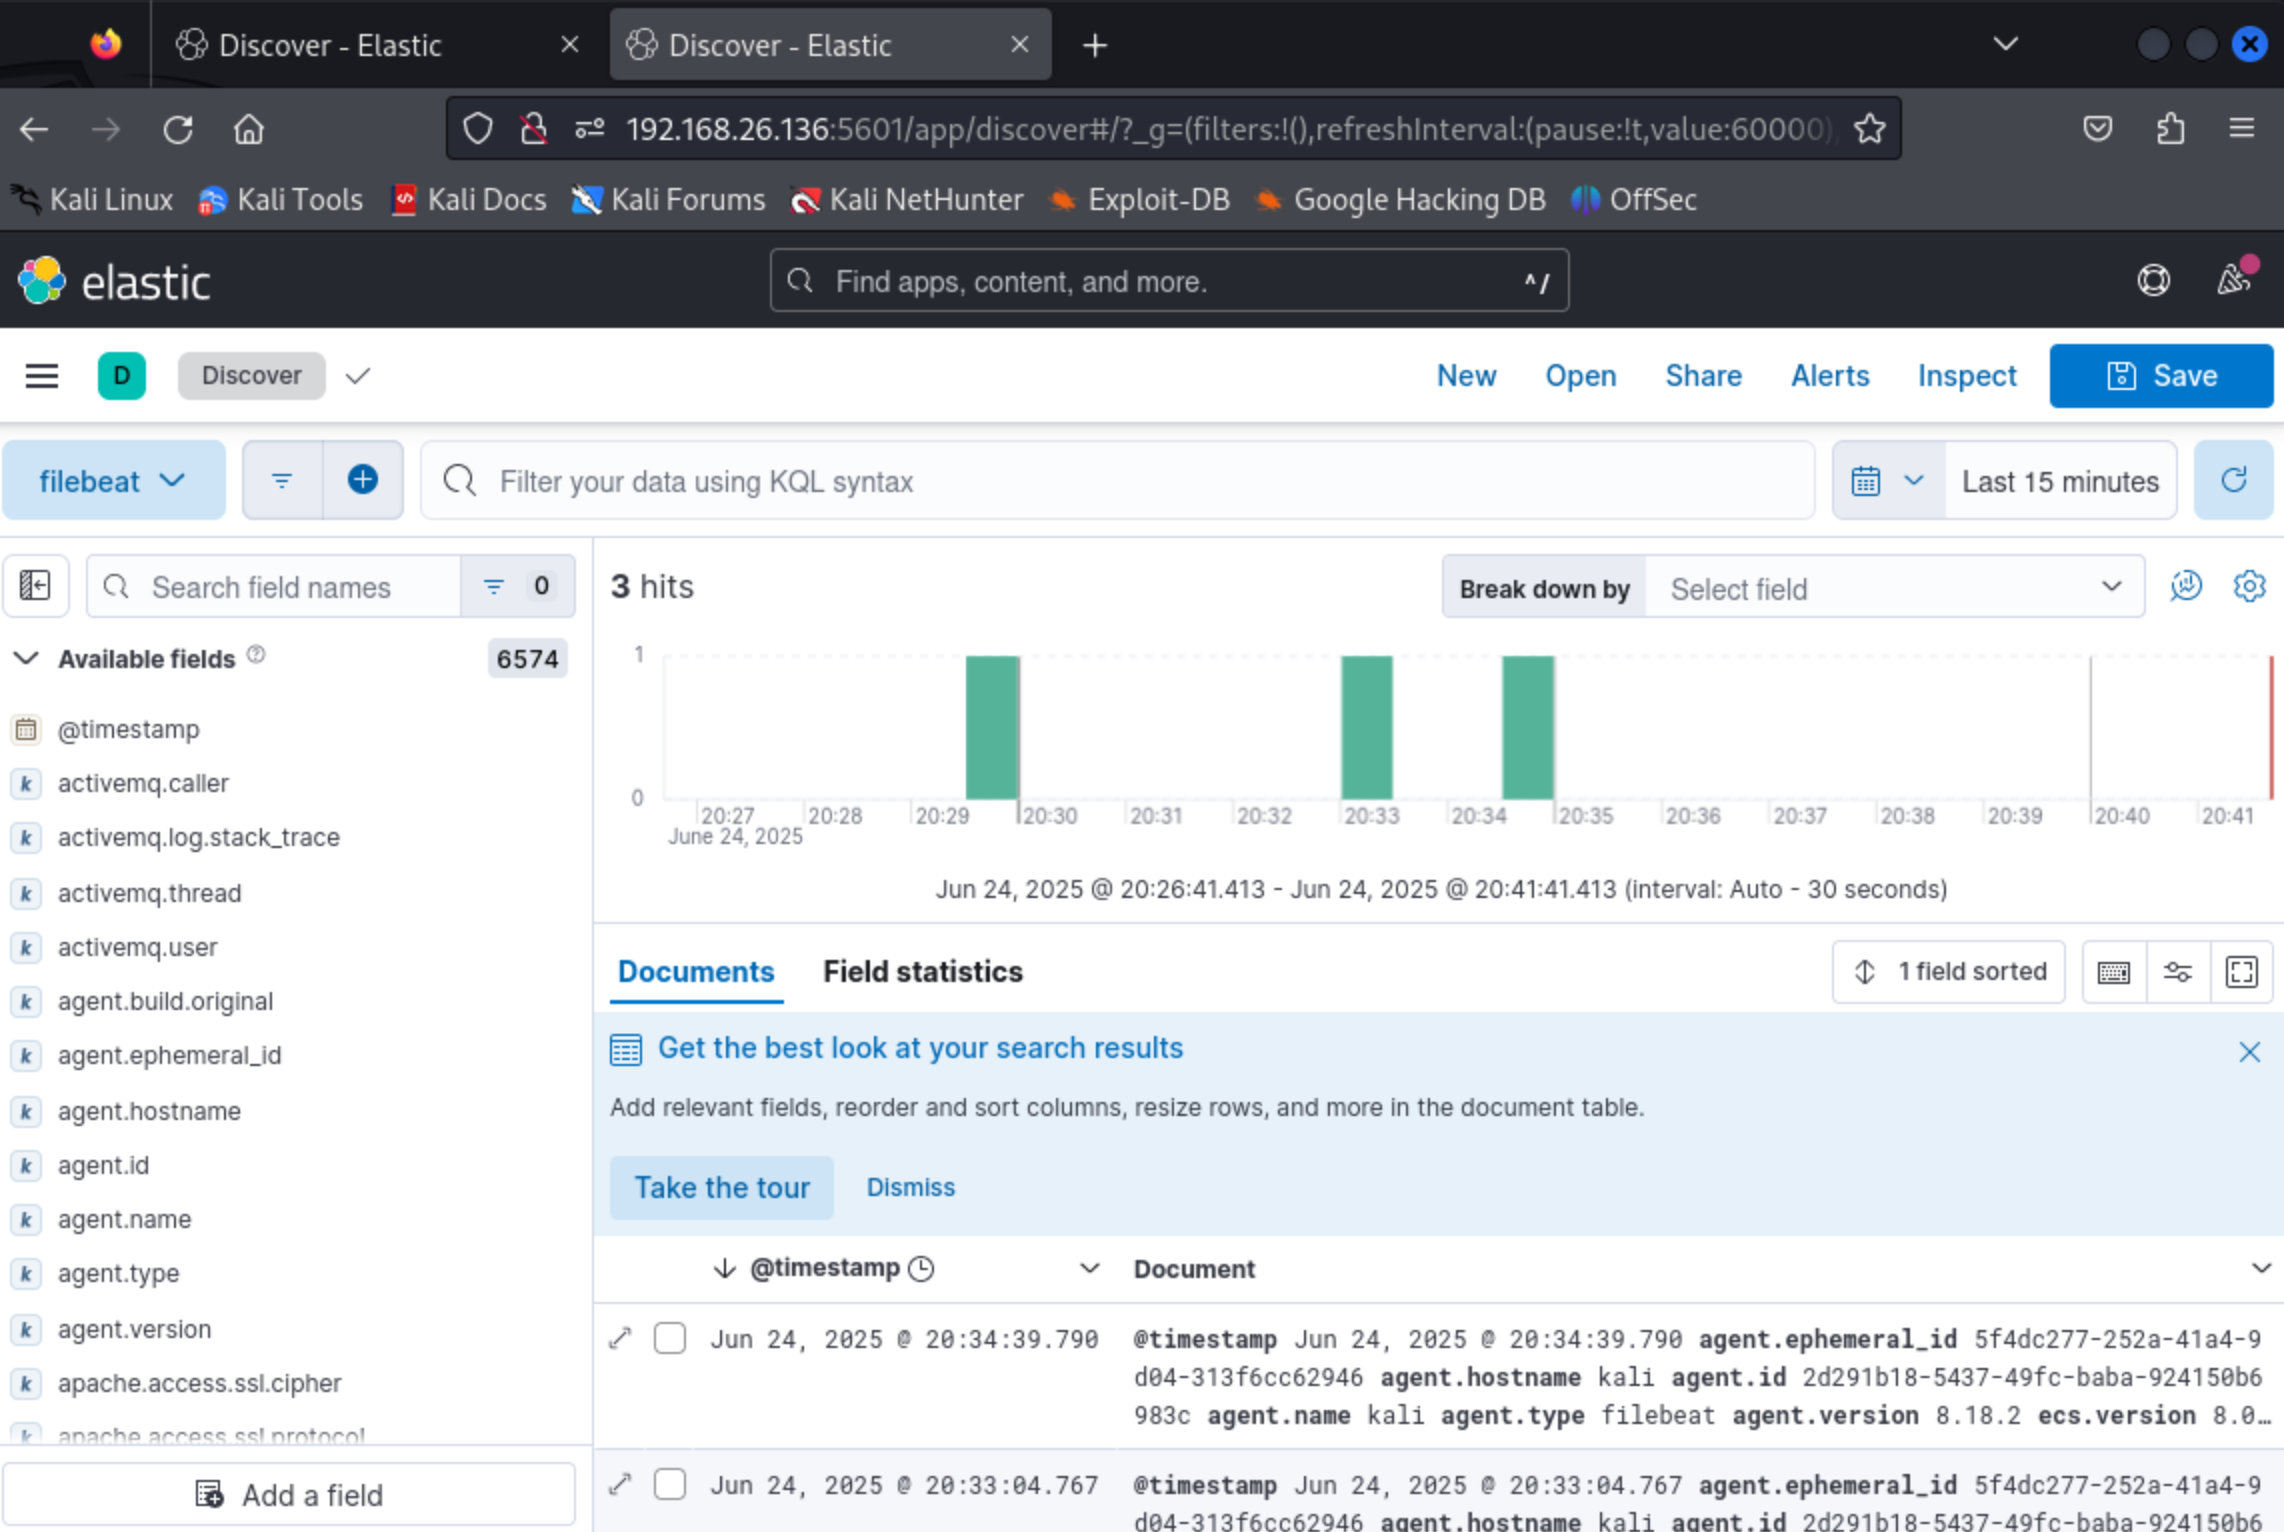 Discover - Elastic
Discover - Elastic
192.168.26.136:5601/app/discover#/?_g=(filters:!(),refreshInterval:(pause:!t,value:60000)
Kali Linux Kali Tools Kali Docs Kali Forums Kali NetHunter Exploit-DB Google Hacking DB OffSec
elastic
Find apps, content, and more. ^/
D Discover New Open Share Alerts Inspect Save
filebeat Filter your data using KQL syntax Last 15 minutes
Search field names 0
Available fields 6574
@timestamp
k activemq.caller
k activemq.log.stack_trace
k activemq.thread
k activemq.user
k agent.build.original
k agent.ephemeral_id
k agent.hostname
k agent.id
k agent.name
k agent.type
k agent.version
k apache.access.ssl.cipher
k apache.access.ssl.protocol
Add a field
3 hits Break down by Select field
1
0
20:27 20:28 20:29 20:30 20:31 20:32 20:33 20:34 20:35 20:36 20:37 20:38 20:39 20:40 20:41
June 24, 2025
Jun 24, 2025 @ 20:26:41.413 - Jun 24, 2025 @ 20:41:41.413 (interval: Auto - 30 seconds)
Documents Field statistics 1 field sorted
Get the best look at your search results
Add relevant fields, reorder and sort columns, resize rows, and more in the document table.
Take the tour Dismiss
@timestamp Document
Jun 24, 2025 @ 20:34:39.790 @timestamp Jun 24, 2025 @ 20:34:39.790 agent.ephemeral_id 5f4dc277-252a-41a4-9
d04-313f6cc62946 agent.hostname kali agent.id 2d291b18-5437-49fc-baba-924150b6
983c agent.name kali agent.type filebeat agent.version 8.18.2 ecs.version 8.0…
Jun 24, 2025 @ 20:33:04.767 @timestamp Jun 24, 2025 @ 20:33:04.767 agent.ephemeral_id 5f4dc277-252a-41a4-9
d04-313f6cc62946 agent.hostname kali agent.id 2d291b18-5437-49fc-baba-924150b6